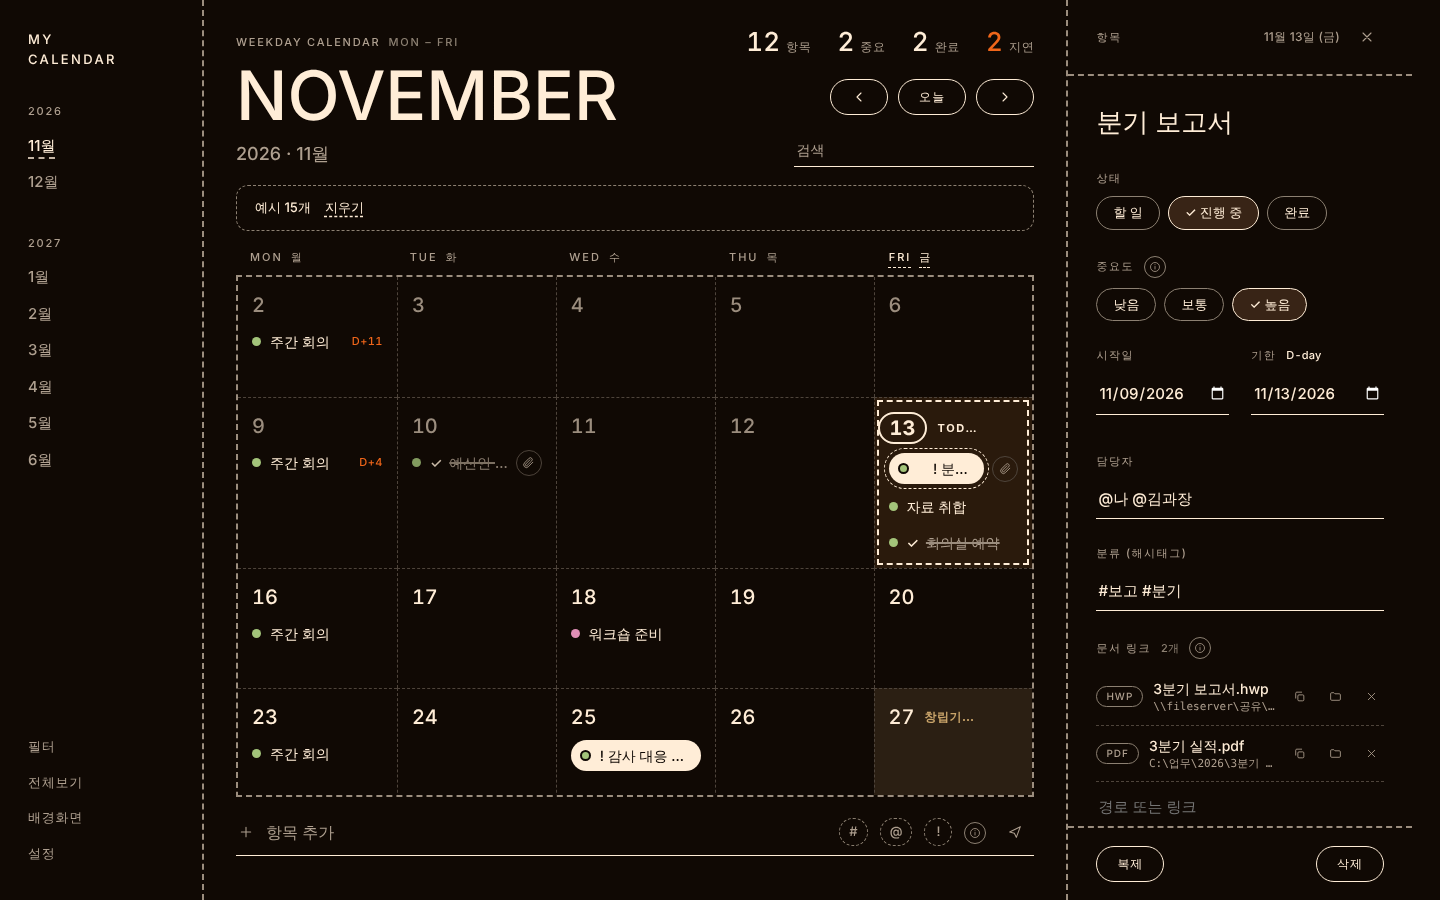 MY
CALENDAR
2026
11월
12월
2027
1월
2월
3월
4월
5월
6월
필터
전체보기
배경화면
설정
WEEKDAY CALENDAR MON – FRI
12 항목 2 중요 2 완료 2 지연
NOVEMBER
오늘
2026 · 11월
검색
예시 15개 지우기
MON 월 TUE 화 WED 수 THU 목 FRI 금
2 3 4 5 6
주간 회의 D+11
9 10 11 12 13 TOD...
주간 회의 D+4
예산안 ...
! 분...
자료 취합
회의실 예약
16 17 18 19 20
주간 회의
워크숍 준비
23 24 25 26 27 창립기...
주간 회의
! 감사 대응 ...
+ 항목 추가
# @ !
항목 11월 13일 (금)
분기 보고서
상태
할 일 ✓ 진행 중 완료
중요도
낮음 보통 ✓ 높음
시작일 기한 D-day
11/09/2026 11/13/2026
담당자
@나 @김과장
분류 (해시태그)
#보고 #분기
문서 링크 2개
HWP 3분기 보고서.hwp
\\fileserver\공유\…
PDF 3분기 실적.pdf
C:\업무\2026\3분기 …
경로 또는 링크
복제 삭제